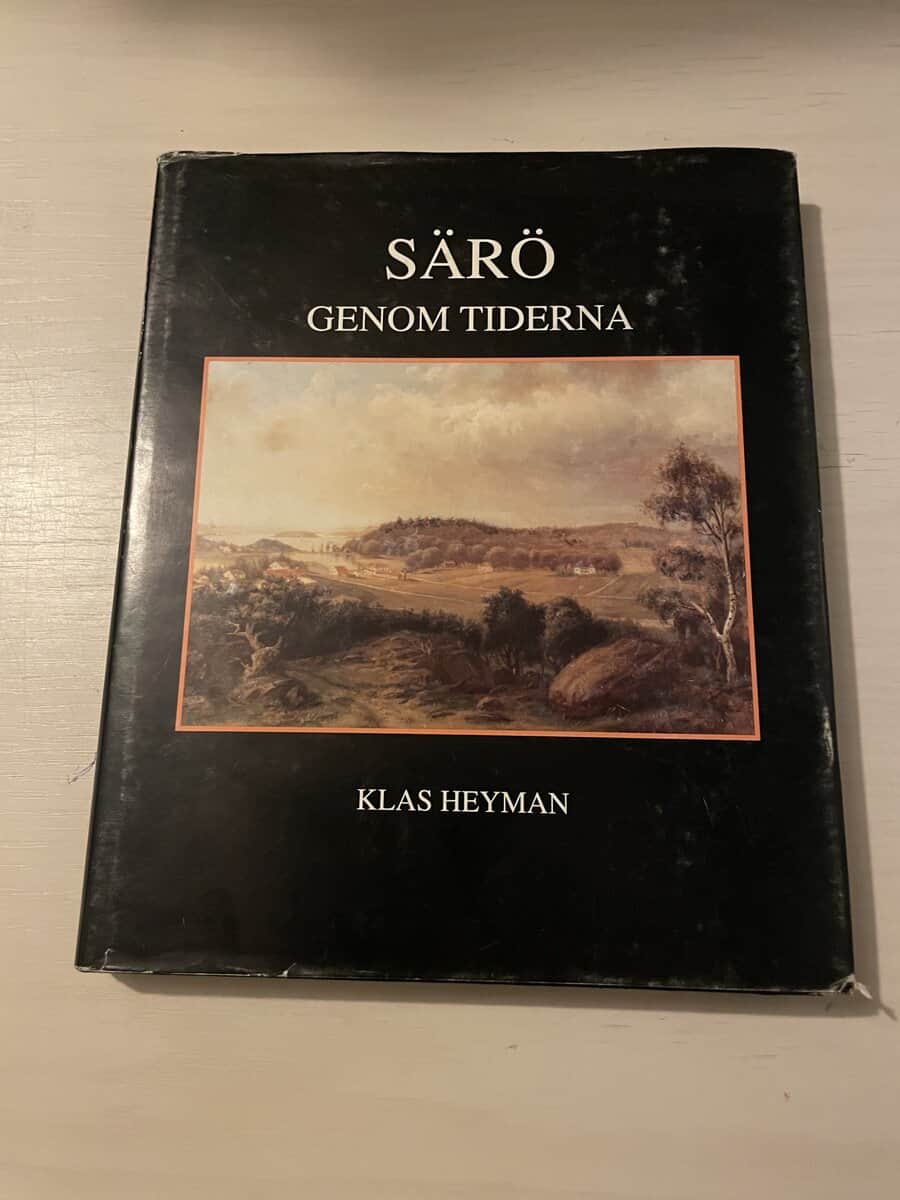 SÄRÖ
GENOM TIDERNA
KLAS HEYMAN